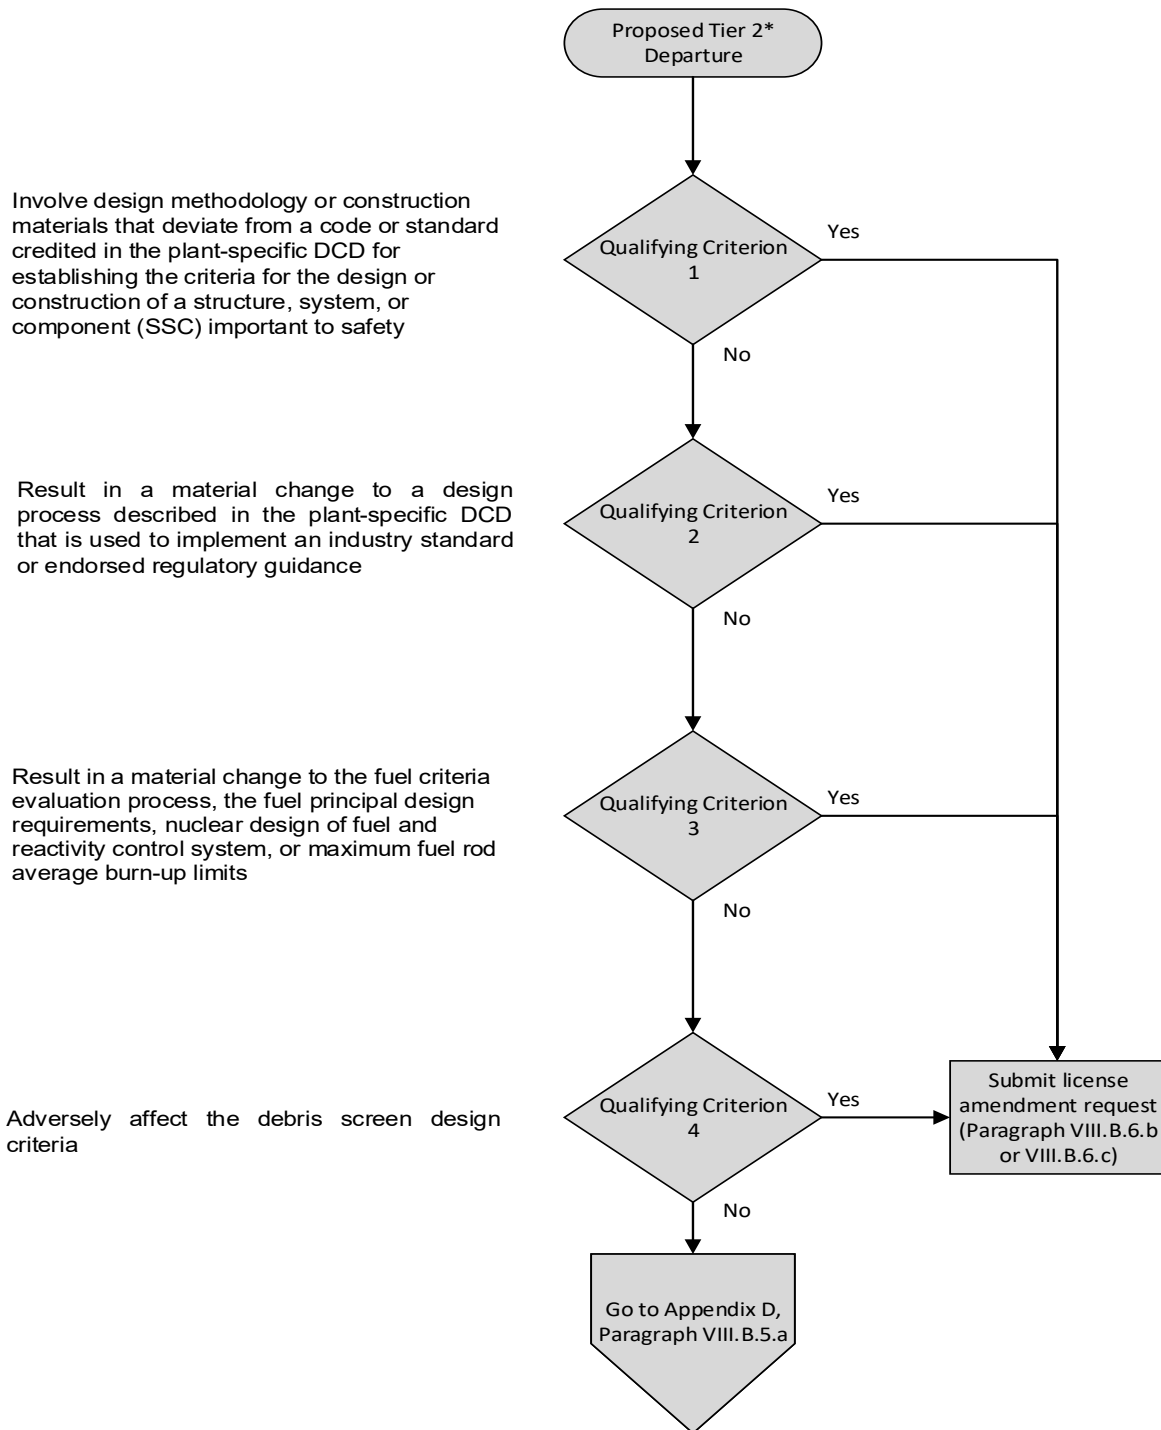 Proposed Tier 2*
Departure
Involve design methodology or construction
materials that deviate from a code or standard
credited in the plant-specific DCD for
establishing the criteria for the design or
construction of a structure, system, or
component (SSC) important to safety
Qualifying Criterion
1
Yes
No
Result in a material change to a design
process described in the plant-specific DCD
that is used to implement an industry standard
or endorsed regulatory guidance
Qualifying Criterion
2
Yes
No
Result in a material change to the fuel criteria
evaluation process, the fuel principal design
requirements, nuclear design of fuel and
reactivity control system, or maximum fuel rod
average burn-up limits
Qualifying Criterion
3
Yes
No
Adversely affect the debris screen design
criteria
Qualifying Criterion
4
Yes
No
Submit license
amendment request
(Paragraph VIII.B.6.b
or VIII.B.6.c)
Go to Appendix D,
Paragraph VIII.B.5.a